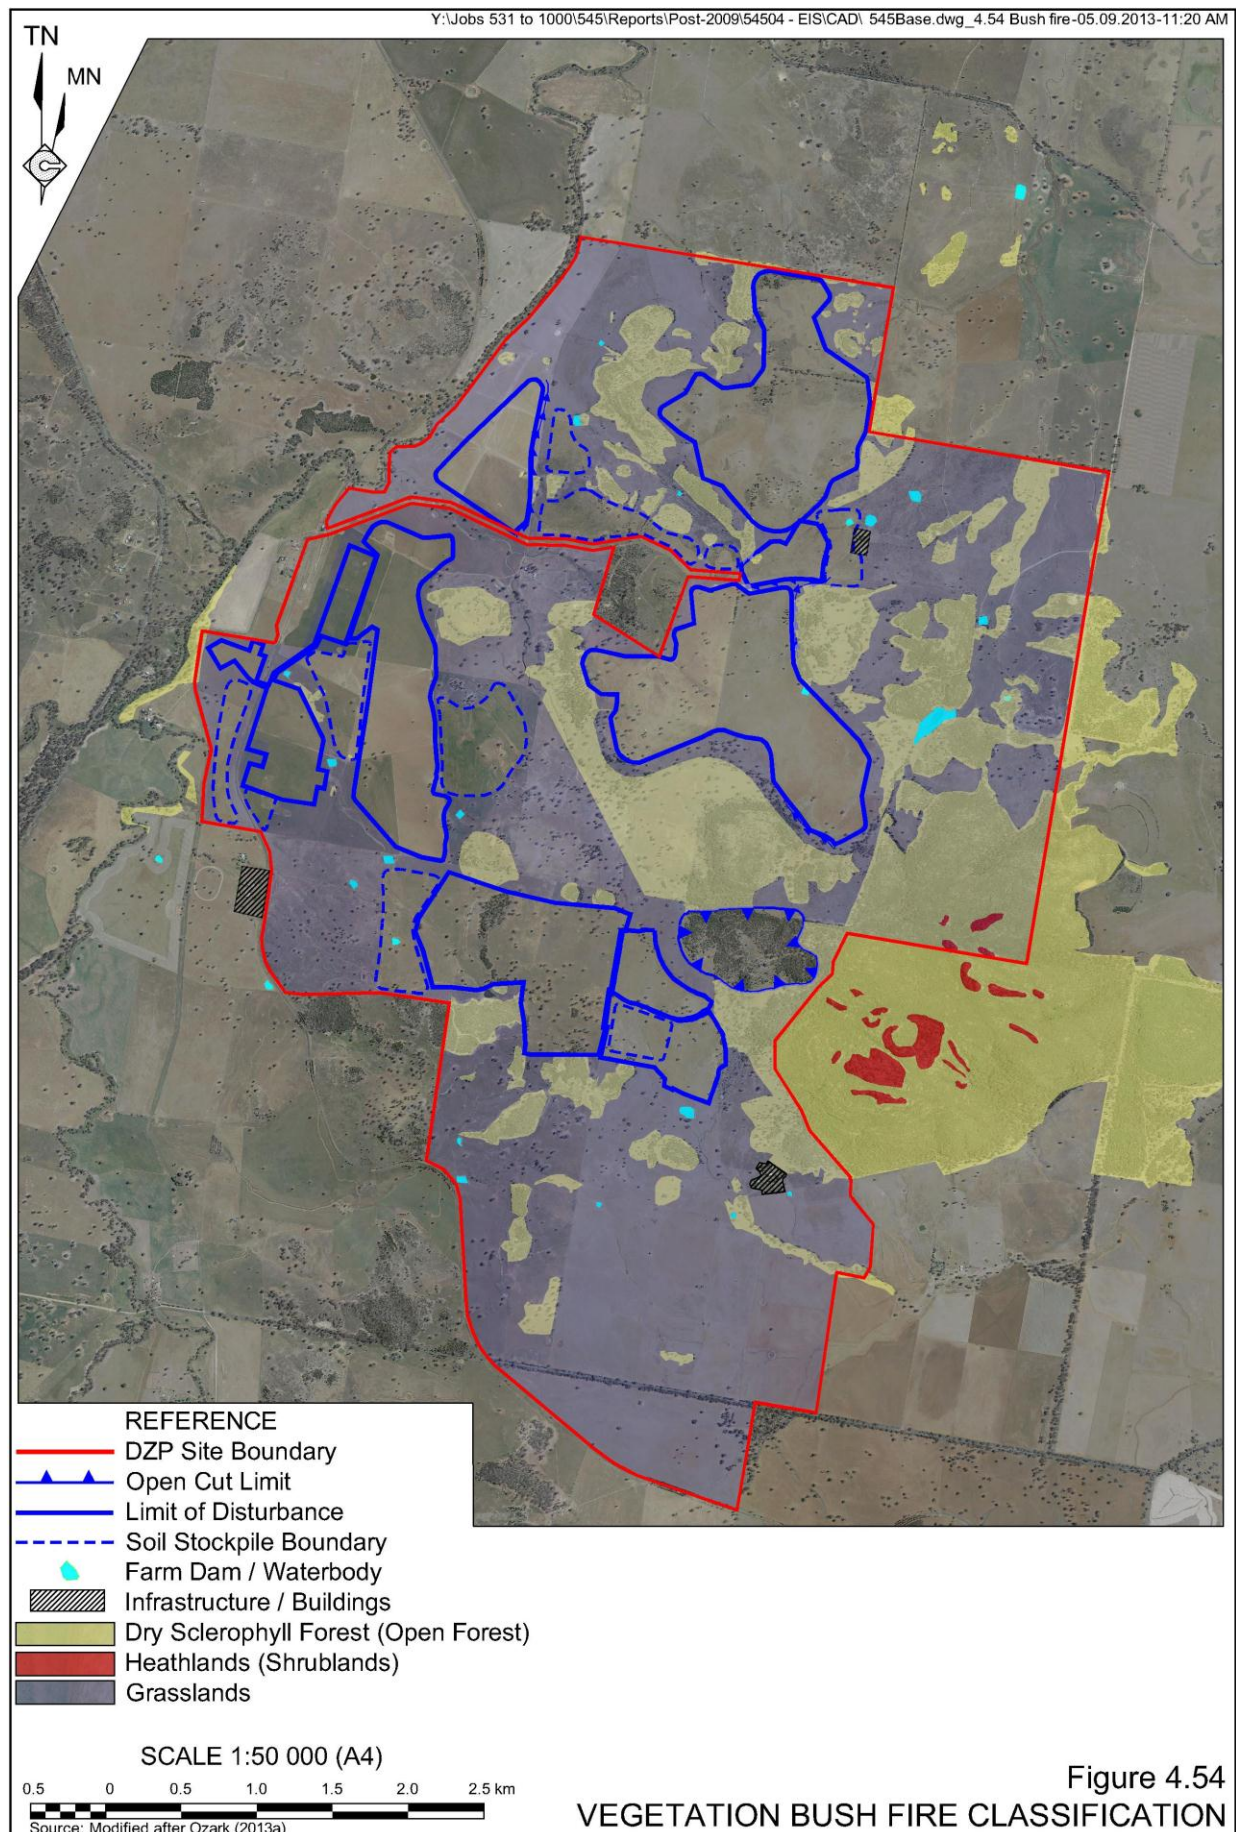 Y:\Jobs 531 to 1000\545\Reports\Post-2009\54504 - EIS\CAD\ 545Base.dwg_4.54 Bush fire-05.09.2013-11:20 AM
TN
MN
REFERENCE
DZP Site Boundary
Open Cut Limit
Limit of Disturbance
Soil Stockpile Boundary
Farm Dam / Waterbody
Infrastructure / Buildings
Dry Sclerophyll Forest (Open Forest)
Heathlands (Shrublands)
Grasslands
SCALE 1:50 000 (A4)
0.5 0 0.5 1.0 1.5 2.0 2.5 km
Source: Modified after Ozark (2013a)
Figure 4.54
VEGETATION BUSH FIRE CLASSIFICATION